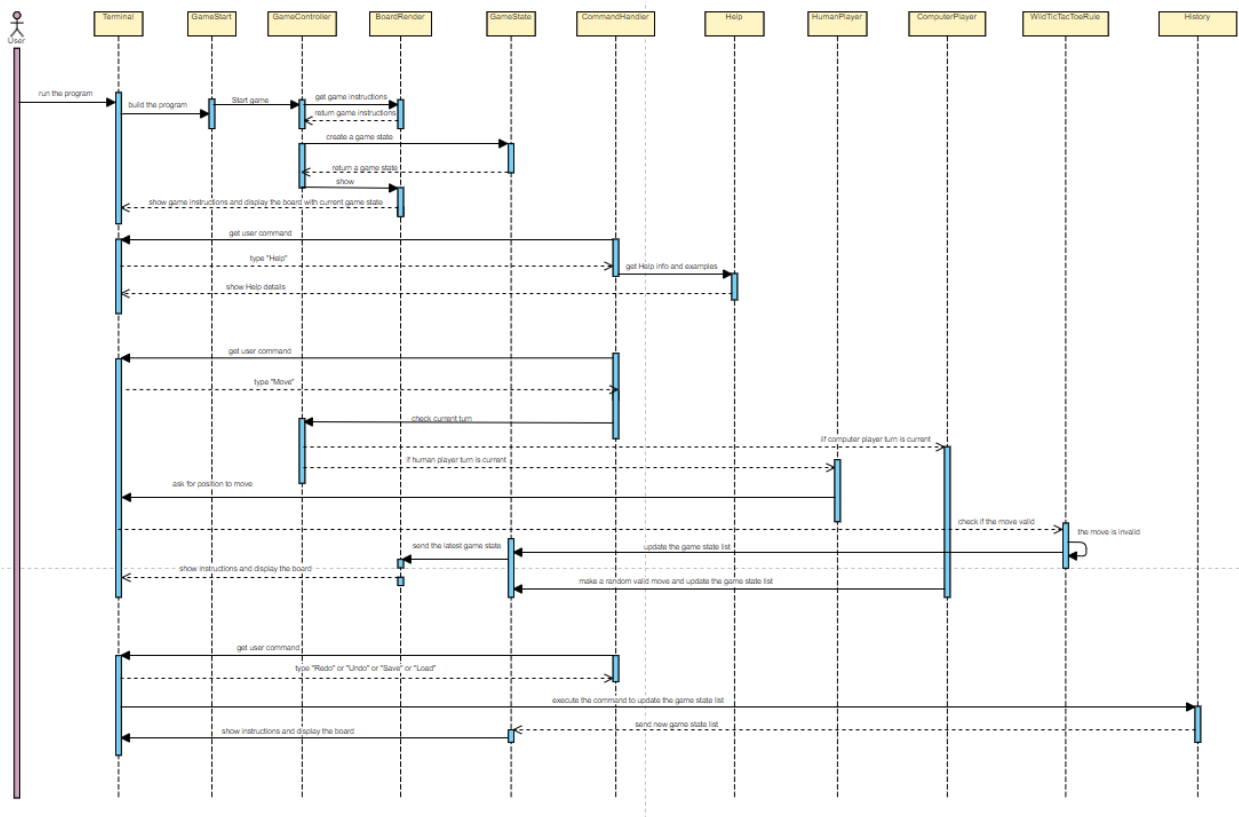 Terminal
GameStart
GameController
BoardRender
GameState
CommandHandler
Help
HumanPlayer
ComputerPlayer
WildTicTacToeRule
History
User
run the program
build the program
Start game
get game instructions
return game instructions
create a game state
return a game state
show
show game instructions and display the board with current game state
get user command
type "Help"
get Help info and examples
show Help details
get user command
type "Move"
check current turn
iif computer player turn is current
if human player turn is current
ask for position to move
check if the move valid
the move is invalid
send the latest game state
update the game state list
show instructions and display the board
make a random valid move and update the game state list
get user command
type "Redo" or "Undo" or "Save" or "Load"
execute the command to update the game state list
send new game state list
show instructions and display the board